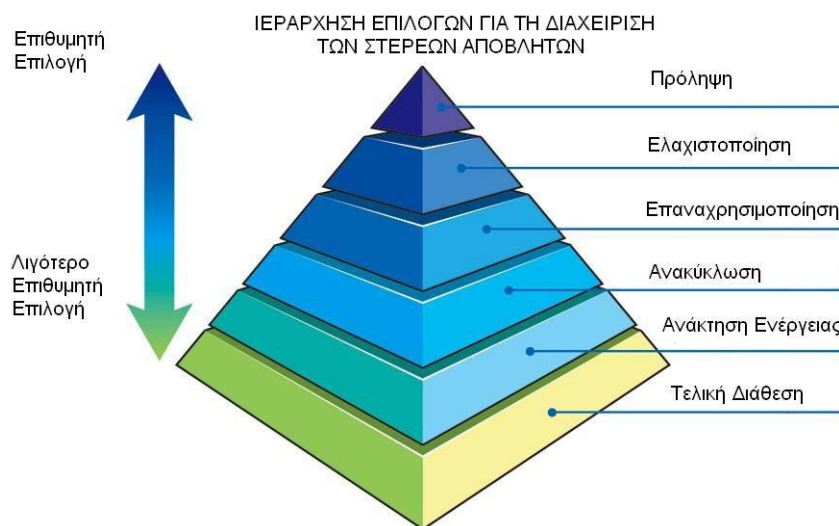 ΙΕΡΑΡΧΗΣΗ ΕΠΙΛΟΓΩΝ ΓΙΑ ΤΗ ΔΙΑΧΕΙΡΙΣΗ
ΤΩΝ ΣΤΕΡΕΩΝ ΑΠΟΒΛΗΤΩΝ
Επιθυμητή
Επιλογή
Πρόληψη
Ελαχιστοποίηση
Επαναχρησιμοποίηση
Λιγότερο
Επιθυμητή
Επιλογή
Ανακύκλωση
Ανάκτηση Ενέργειας
Τελική Διάθεση